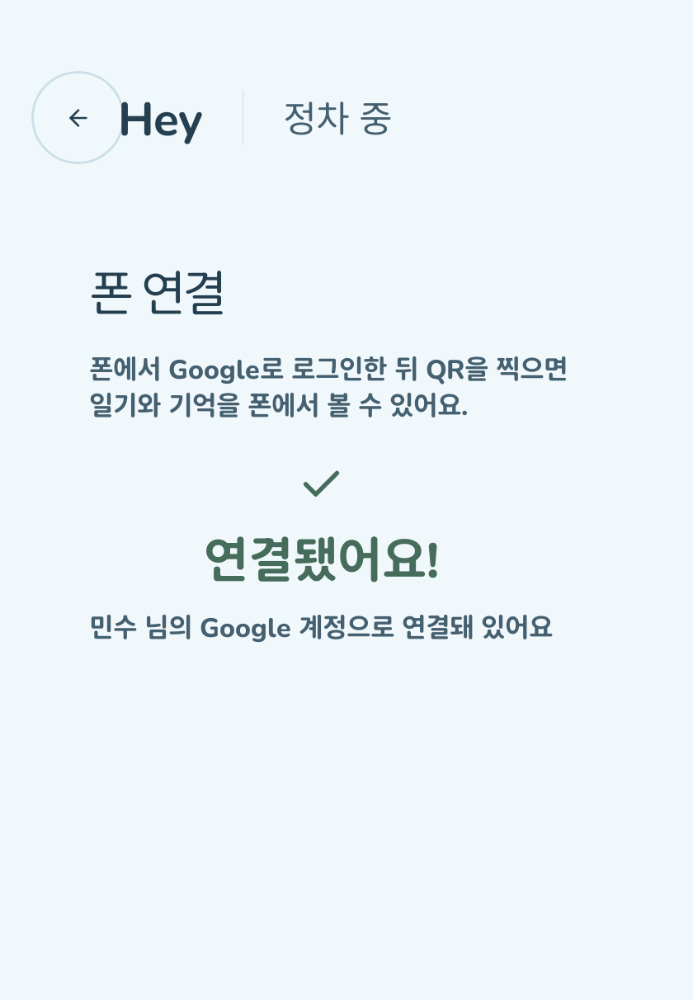 Hey
정차 중
폰 연결
폰에서 Google로 로그인한 뒤 QR을 찍으면
일기와 기억을 폰에서 볼 수 있어요.
연결됐어요!
민수 님의 Google 계정으로 연결돼 있어요